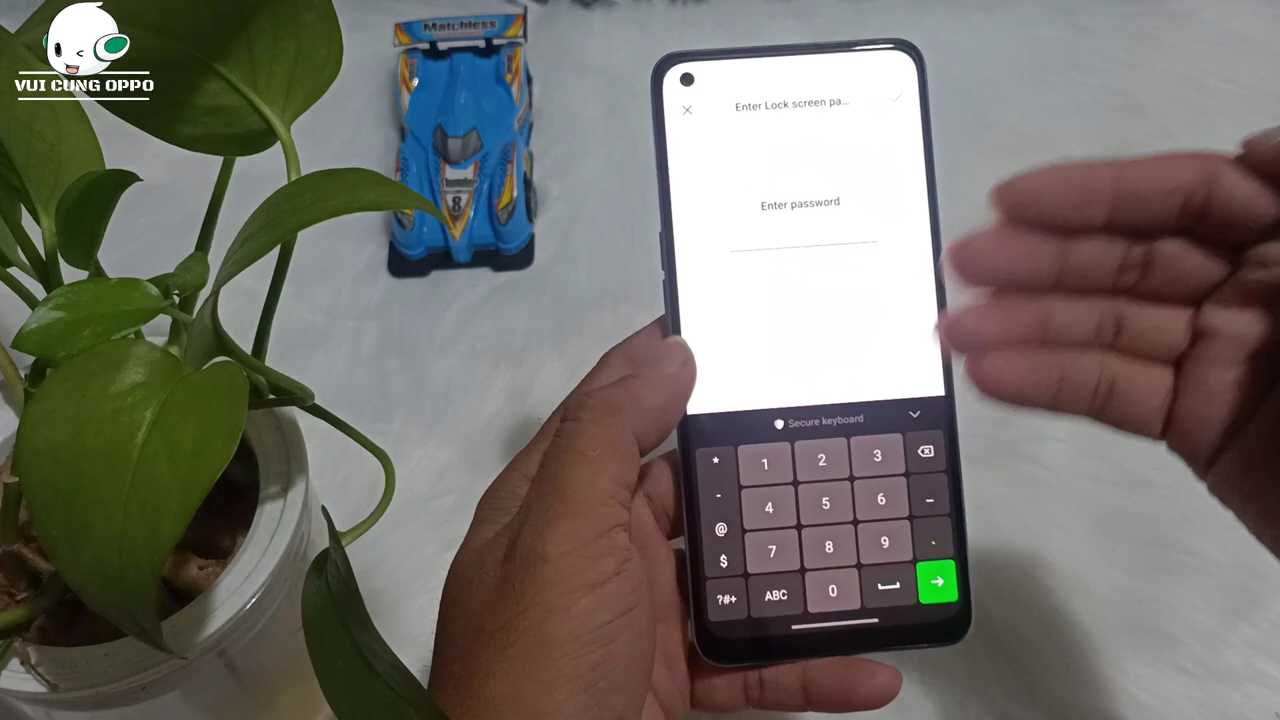 VUI CUNG OPPO
Matchless
Thunder
8
Enter Lock screen pa...
Enter password
Secure keyboard
* 1 2 3
- 4 5 6 –
@ 7 8 9 .
$
?#+ ABC 0